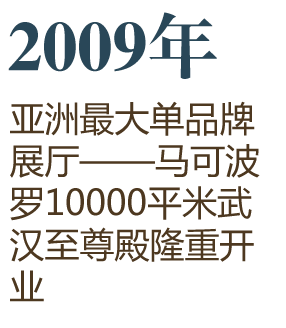 2009年
亚洲最大单品牌
展厅——马可波
罗10000平米武
汉至尊殿隆重开
业